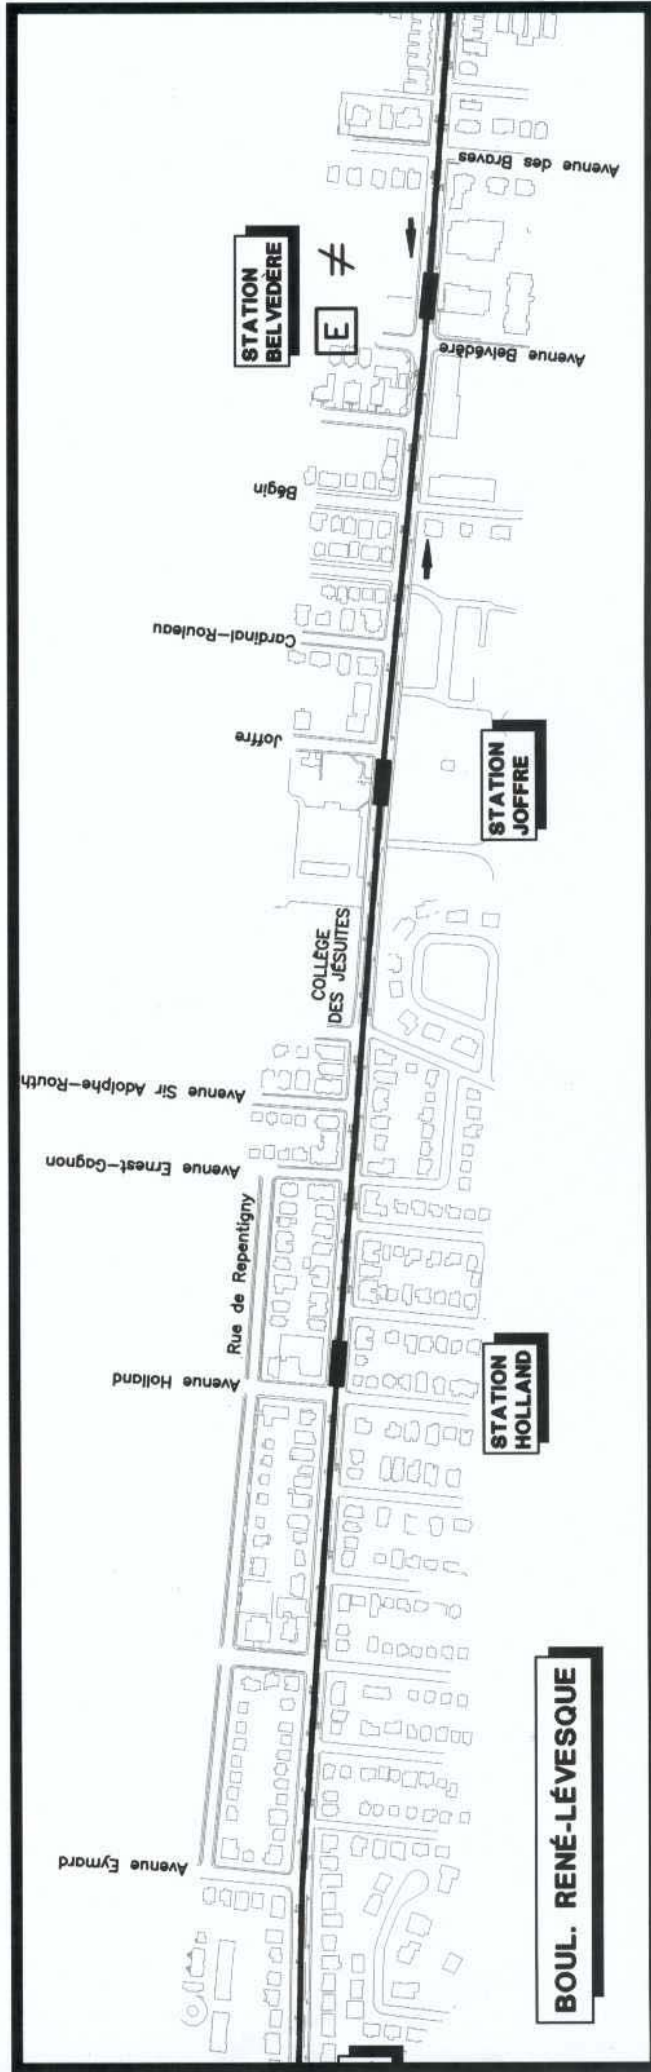 Avenue des Braves
STATION
BELVEDÈRE
E
Avenue Belvédère
Bégin
Cardinal-Rouleau
Joffre
STATION
JOFFRE
COLLÈGE
DES JÉSUITES
Avenue Sir Adolphe-Routh
Avenue Ernest-Gagnon
Rue de Repentigny
Avenue Holland
STATION
HOLLAND
Avenue Eymard
BOUL. RENÉ-LÉVESQUE